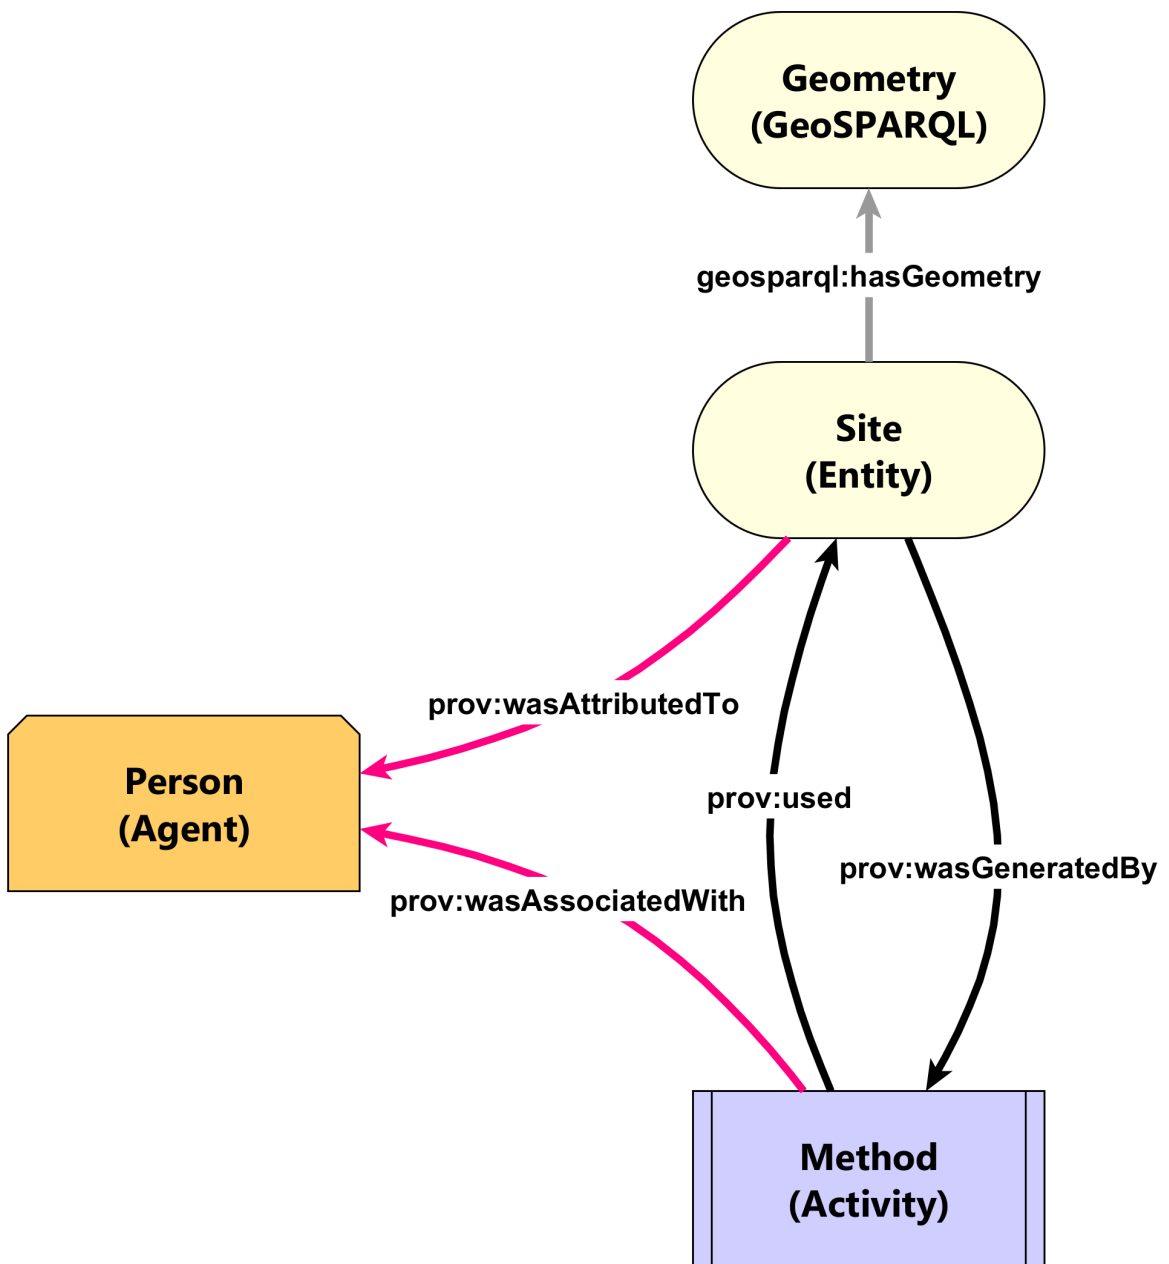 Geometry
(GeoSPARQL)
geosparql:hasGeometry
Site
(Entity)
prov:wasAttributedTo
Person
(Agent)
prov:used
prov:wasGeneratedBy
prov:wasAssociatedWith
Method
(Activity)